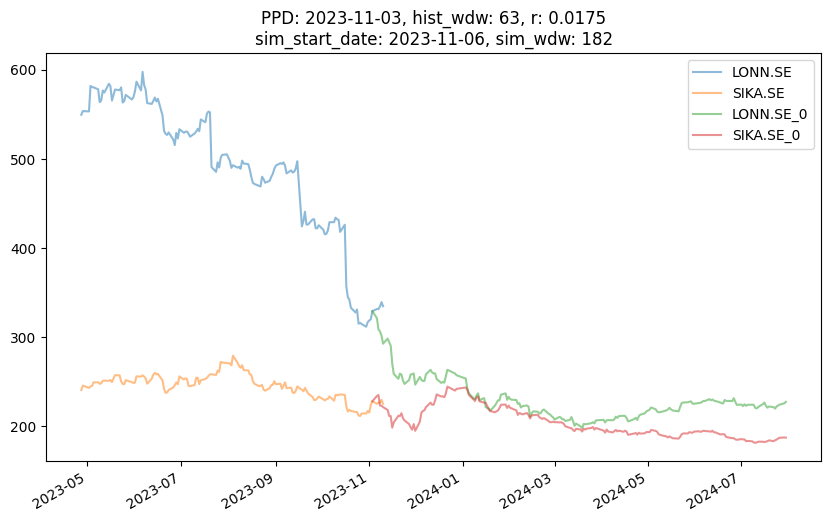 PPD: 2023-11-03, hist_wdw: 63, r: 0.0175
sim_start_date: 2023-11-06, sim_wdw: 182
LONN.SE
SIKA.SE
LONN.SE_0
SIKA.SE_0
600
500
400
300
200
2023-05
2023-07
2023-09
2023-11
2024-01
2024-03
2024-05
2024-07